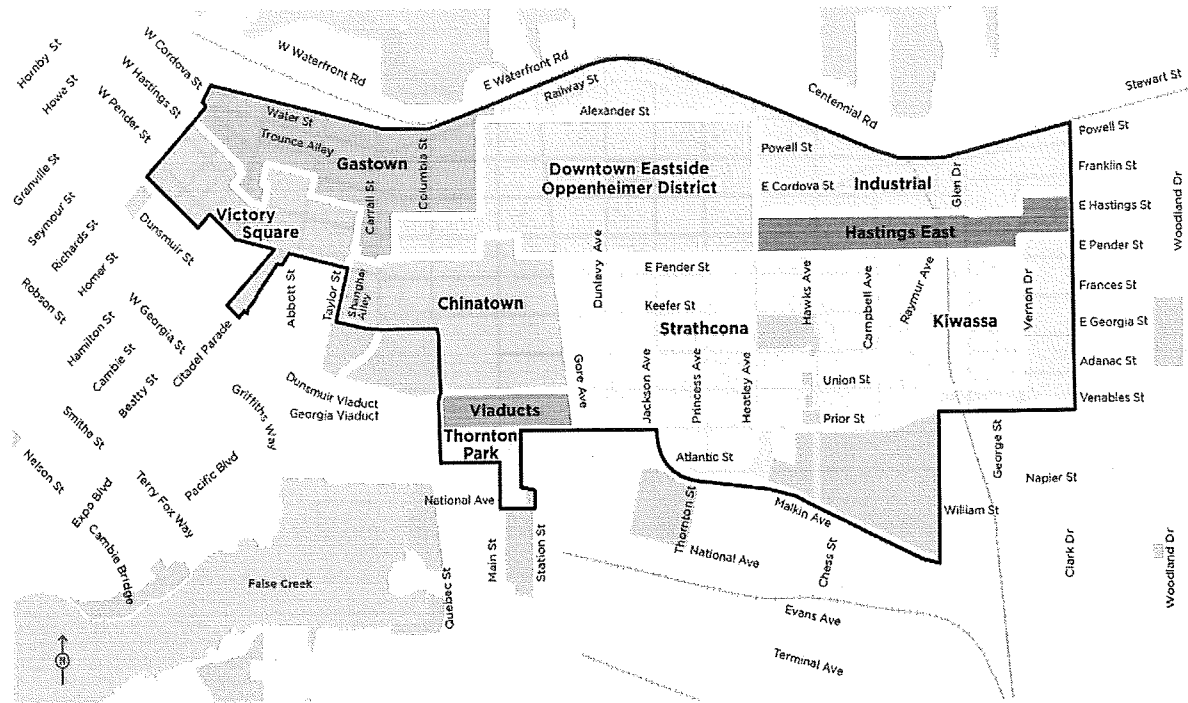 Hornby St
Howe St
W Cordova St
W Hastings St
W Pender St
W Waterfront Rd
E Waterfront Rd
Railway St
Alexander St
Centennial Rd
Stewart St
Water St
Trounce Alley
Gastown
Columbia St
Carrall St
Downtown Eastside
Oppenheimer District
Powell St
E Cordova St
Industrial
Glen Dr
Powell St
Franklin St
E Hastings St
Woodland Dr
Granville St
Seymour St
Richards St
Homer St
Dunsmuir St
Victory
Square
Hastings East
E Pender St
Robson St
Hamilton St
Cambie St
Beatty St
W Georgia St
Citadel Parade
Abbott St
Taylor St
Shanghai
Alley
Chinatown
Dunlevy Ave
E Pender St
Keefer St
Strathcona
Hawks Ave
Campbell Ave
Raymur Ave
Kiwassa
Vernon Dr
Frances St
E Georgia St
Adanac St
Venables St
Dunsmuir Viaduct
Georgia Viaduct
Griffiths
Way
Gore Ave
Jackson Ave
Princess Ave
Heatley Ave
Union St
Prior St
Viaducts
Thornton
Park
Smithe St
Nelson St
Expo Blvd
Terry Fox Way
Pacific Blvd
Cambie Bridge
National Ave
Atlantic St
Thornton St
Malkin Ave
National Ave
Chess St
George St
Napier St
William St
Clark Dr
Woodland Dr
False Creek
Quebec St
Main St
Station St
Evans Ave
Terminal Ave
N